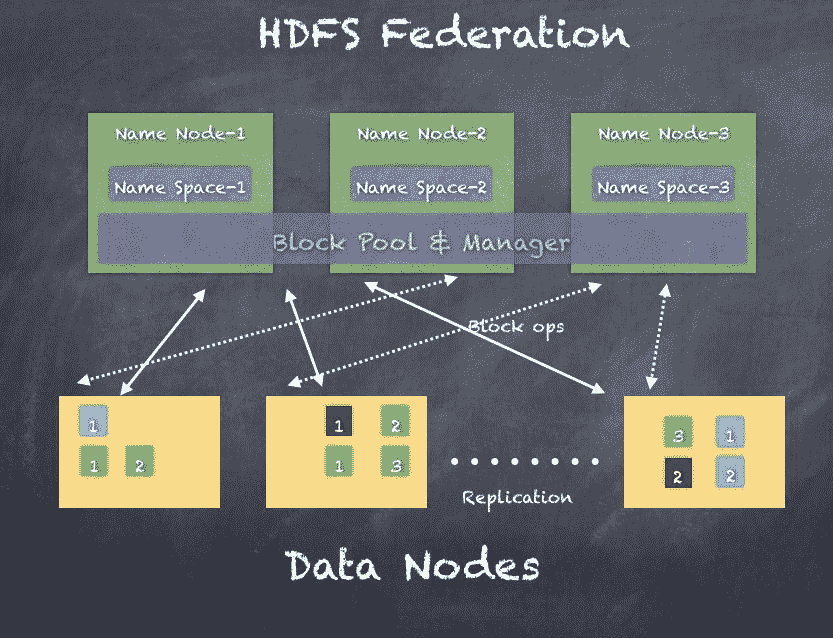 HDFS Federation
Name Node-1
Name Node-2
Name Node-3
Name Space-1
Name Space-2
Name Space-3
Block Pool & Manager
Block ops
1
1 2
1 2
1 3
3 1
2 2
Replication
Data Nodes